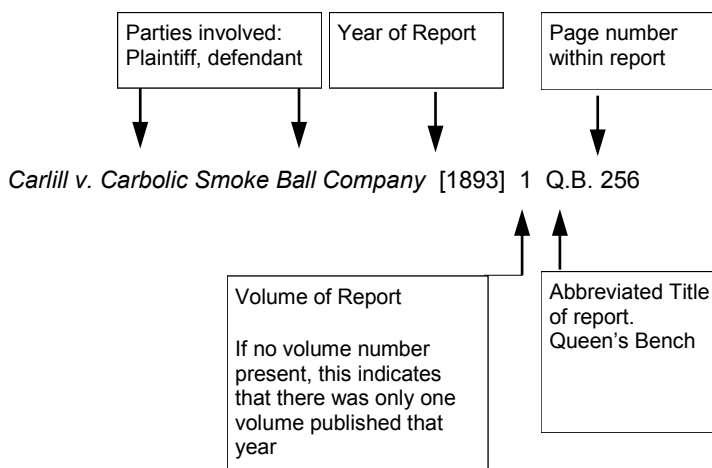 Parties involved:
Plaintiff, defendant
Year of Report
Page number
within report
Carlill v. Carbolic Smoke Ball Company [1893] 1 Q.B. 256
Volume of Report
If no volume number
present, this indicates
that there was only one
volume published that
year
Abbreviated Title
of report.
Queen's Bench